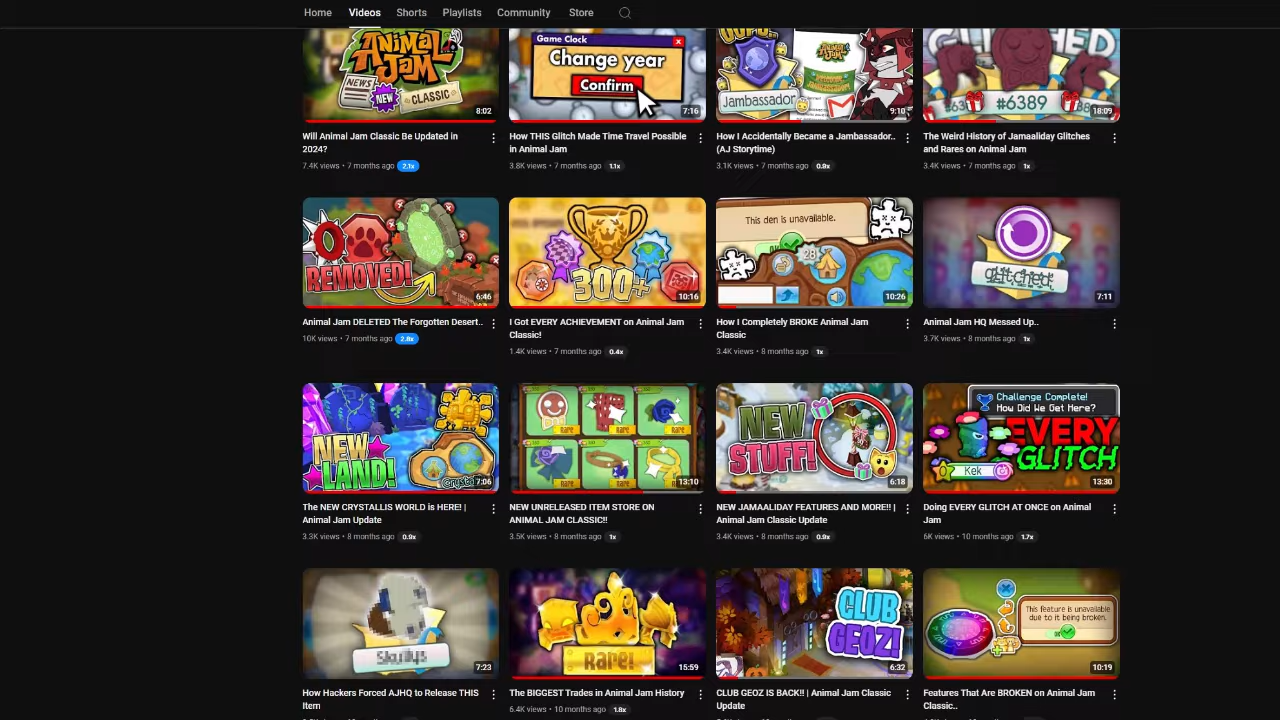 Home Videos Shorts Playlists Community Store
ANIMAL JAM
NEWS NEW CLASSIC
8:02
Game Clock
Change year
Confirm
7:16
Jambassador
9:10
#6389
18:09
Will Animal Jam Classic Be Updated in
2024?
7.4K views • 7 months ago 2.1x
How THIS Glitch Made Time Travel Possible
in Animal Jam
3.8K views • 7 months ago 1.1x
How I Accidentally Became a Jambassador..
(AJ Storytime)
3.1K views • 7 months ago 0.8x
The Weird History of Jamaaliday Glitches
and Rares on Animal Jam
3.4K views • 7 months ago 1x
REMOVED!
6:46
300+
10:16
This den is unavailable.
28
10:26
glitched
7:11
Animal Jam DELETED The Forgotten Desert..
10K views • 7 months ago 2.8x
I Got EVERY ACHIEVEMENT on Animal Jam
Classic!
1.4K views • 7 months ago 0.4x
How I Completely BROKE Animal Jam
Classic
3.4K views • 8 months ago 1x
Animal Jam HQ Messed Up..
3.7K views • 8 months ago 1x
NEW
LAND!
7:06
Rare Rare Rare
Rare Rare Rare
13:10
NEW
STUFF!
6:18
Challenge Complete!
How Did We Get Here?
EVERY
GLITCH
Kek
13:30
The NEW CRYSTALLIS WORLD is HERE! |
Animal Jam Update
3.3K views • 8 months ago 0.9x
NEW UNRELEASED ITEM STORE ON
ANIMAL JAM CLASSIC!!
3.5K views • 8 months ago 1x
NEW JAMAALIDAY FEATURES AND MORE!! |
Animal Jam Classic Update
3.4K views • 8 months ago 0.9x
Doing EVERY GLITCH AT ONCE on Animal
Jam
6K views • 10 months ago 1.7x
7:23
Rare!
15:59
CLUB
GEOZ!
6:32
This feature is unavailable
due to it being broken.
10:19
How Hackers Forced AJHQ to Release THIS
Item
The BIGGEST Trades in Animal Jam History
6.4K views • 10 months ago 1.8x
CLUB GEOZ IS BACK!! | Animal Jam Classic
Update
Features That Are BROKEN on Animal Jam
Classic..